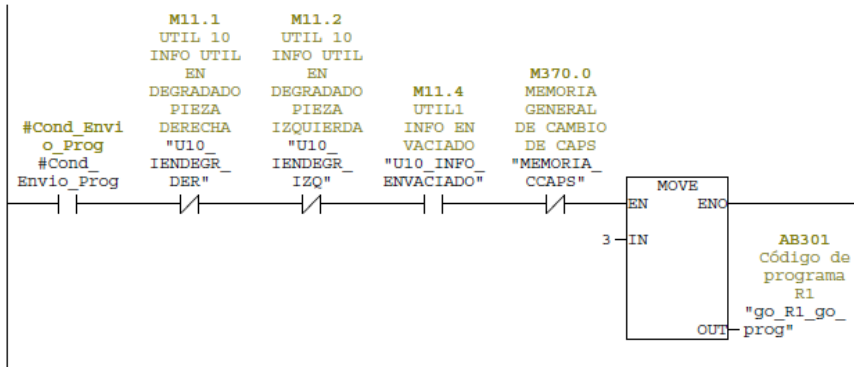 #Cond_Envi
o_Prog
#Cond_
Envio_Prog
M11.1
UTIL 10
INFO UTIL
EN
DEGRADADO
PIEZA
DERECHA
"U10_
IENDEGR_
DER"
M11.2
UTIL 10
INFO UTIL
EN
DEGRADADO
PIEZA
IZQUIERDA
"U10_
IENDEGR_
IZQ"
M11.4
UTIL1
INFO EN
VACIADO
"U10_INFO_
ENVACIADO"
M370.0
MEMORIA
GENERAL
DE CAMBIO
DE CAPS
"MEMORIA_
CCAPS"
MOVE
EN ENO
3 IN
AB301
Código de
programa
R1
"go_R1_go_
OUT prog"